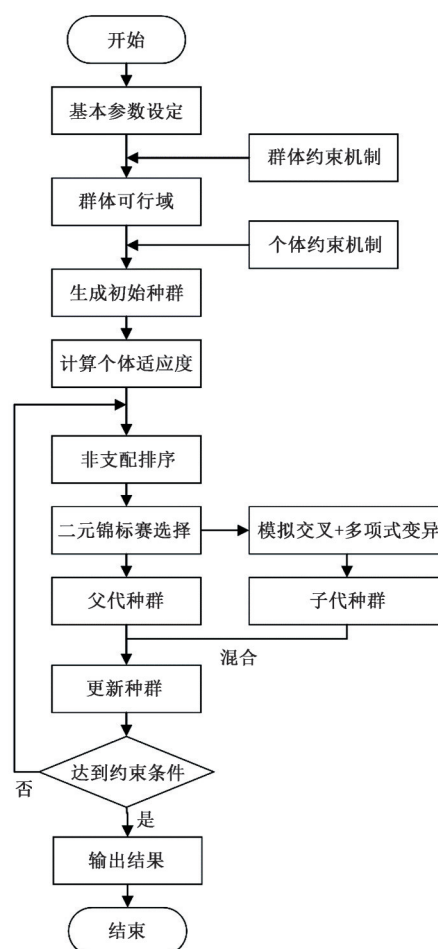 开始
基本参数设定
群体约束机制
群体可行域
个体约束机制
生成初始种群
计算个体适应度
非支配排序
二元锦标赛选择
模拟交叉+多项式变异
父代种群
子代种群
混合
更新种群
达到约束条件
否
是
输出结果
结束